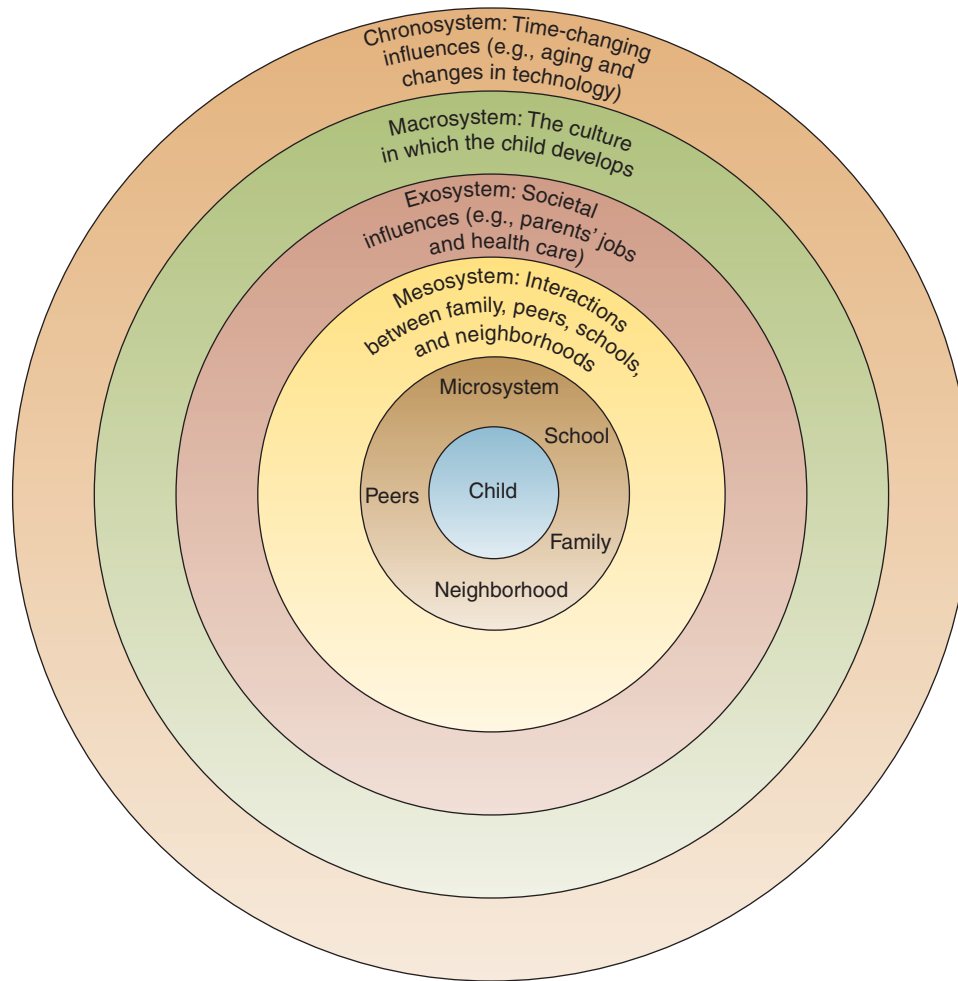 Chronosystem: Time-changing
influences (e.g., aging and
changes in technology)
Macrosystem: The culture
in which the child develops
Exosystem: Societal
influences (e.g., parents’ jobs
and health care)
Mesosystem: Interactions
between family, peers, schools,
and neighborhoods
Microsystem
School
Peers
Child
Family
Neighborhood